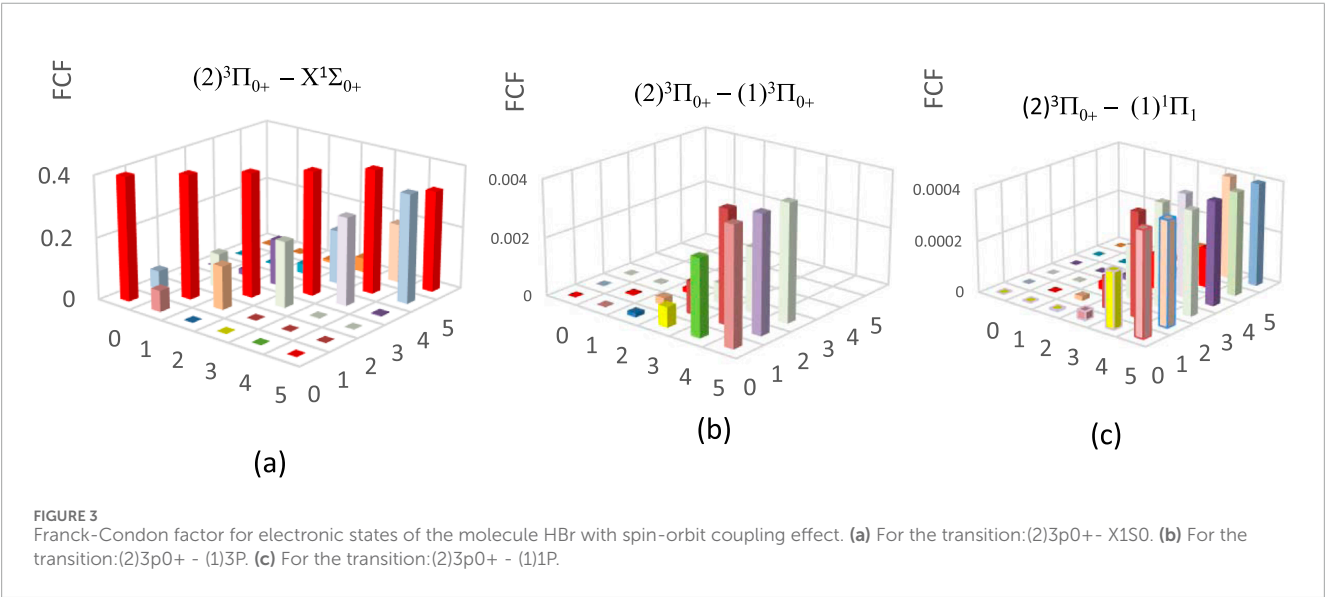 FCF
(2)³Π₀₊ – X¹Σ₀₊
0.4
0.2
0
0 1 2 3 4 5
0 1 2 3 4 5
(a)
FCF
(2)³Π₀₊ – (1)³Π₀₊
0.004
0.002
0
0 1 2 3 4 5
0 1 2 3 4 5
(b)
FCF
(2)³Π₀₊ – (1)¹Π₁
0.0004
0.0002
0
0 1 2 3 4 5
0 1 2 3 4 5
(c)
FIGURE 3
Franck-Condon factor for electronic states of the molecule HBr with spin-orbit coupling effect. (a) For the transition:(2)3p0+- X1S0. (b) For the
transition:(2)3p0+ - (1)3P. (c) For the transition:(2)3p0+ - (1)1P.